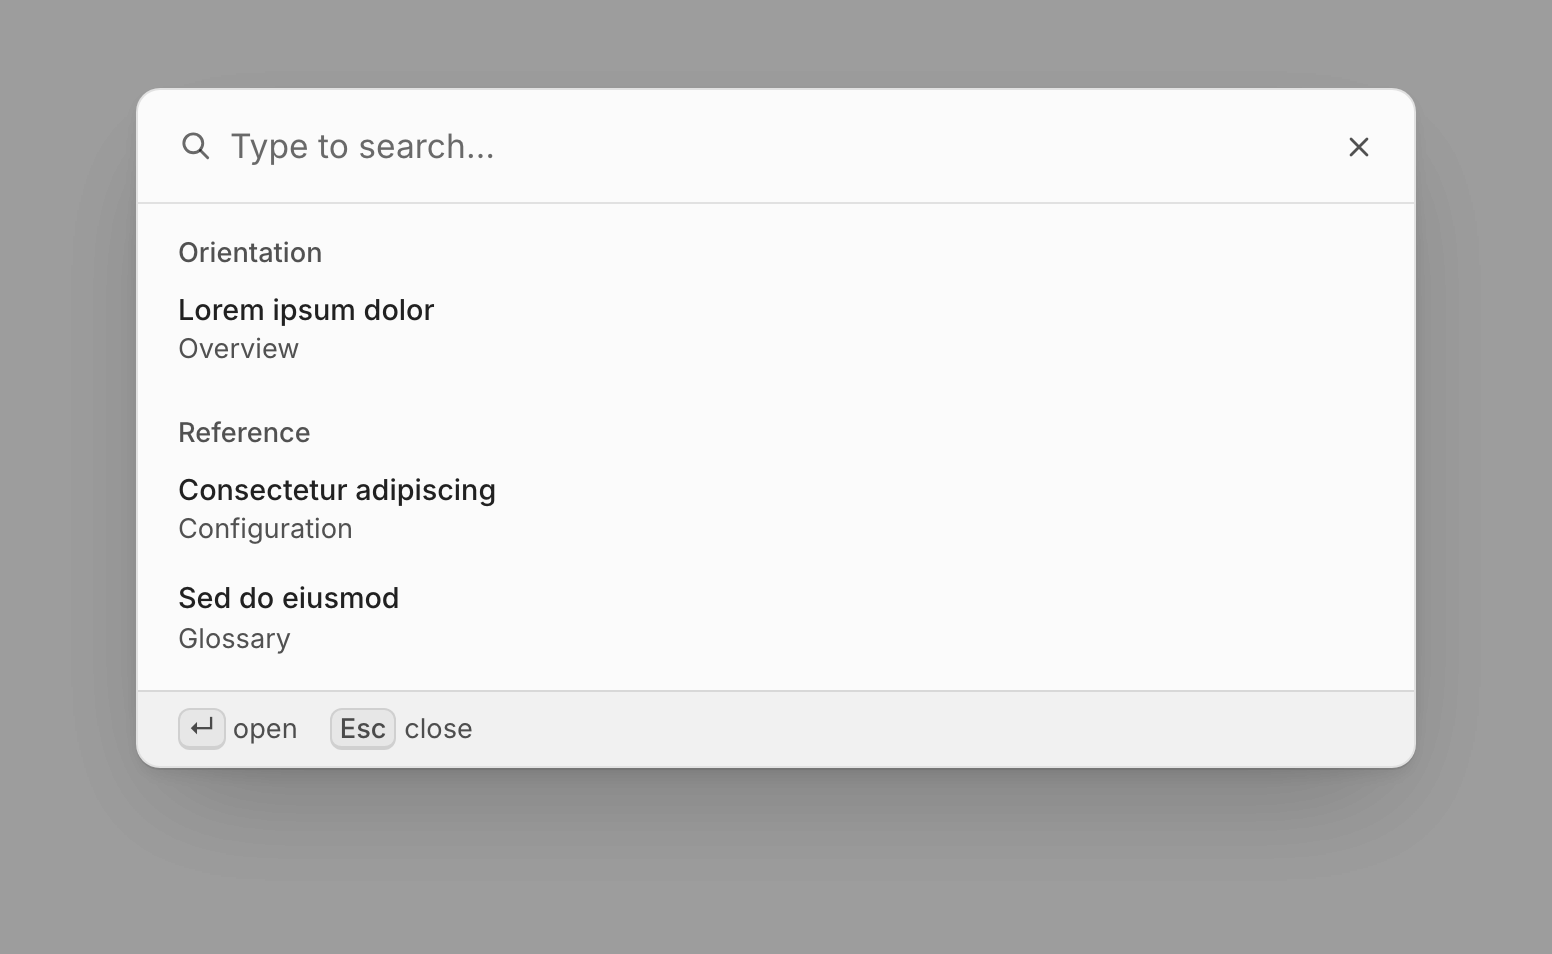 Type to search...
Orientation
Lorem ipsum dolor
Overview
Reference
Consectetur adipiscing
Configuration
Sed do eiusmod
Glossary
↵ open Esc close